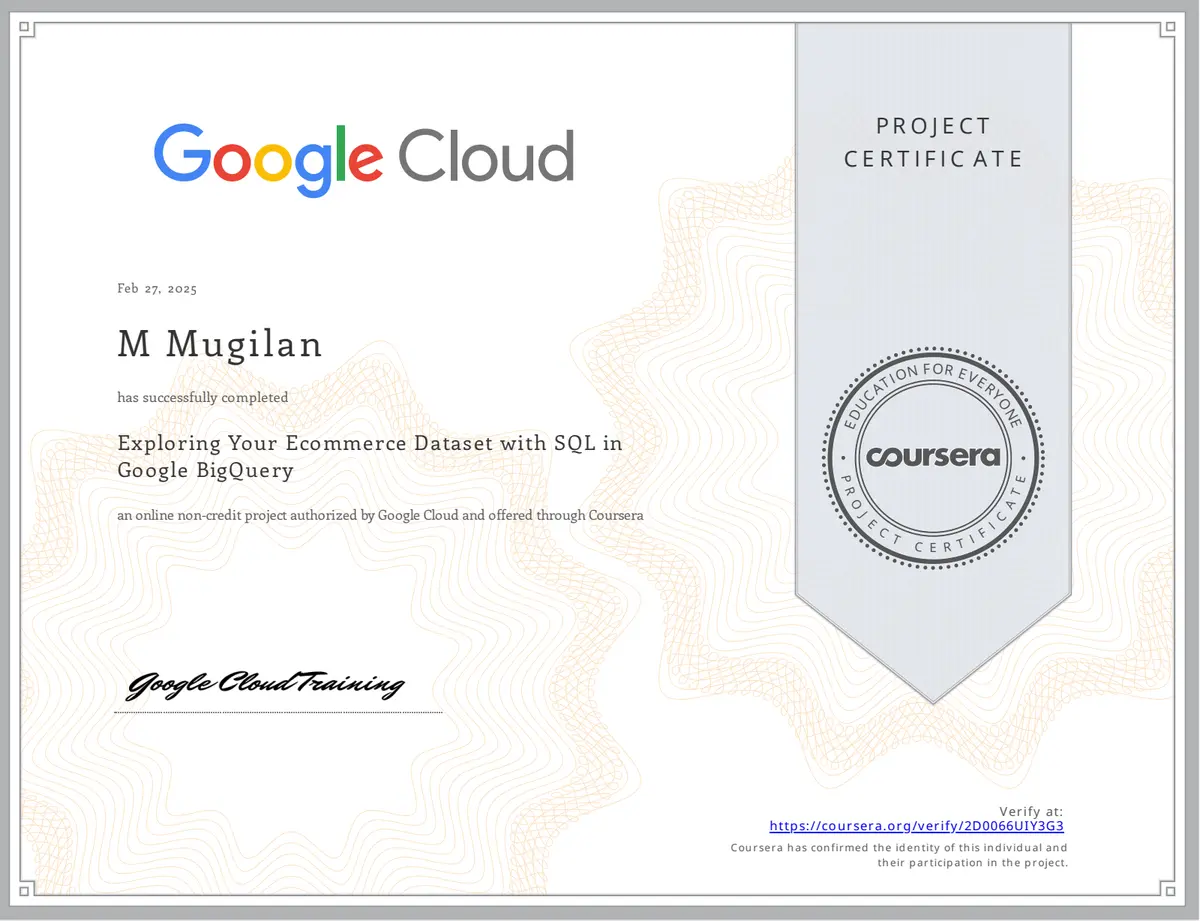 Google Cloud
PROJECT
CERTIFICATE
Feb 27, 2025
M Mugilan
has successfully completed
Exploring Your Ecommerce Dataset with SQL in
Google BigQuery
an online non-credit project authorized by Google Cloud and offered through Coursera
EDUCATION FOR EVERYONE
coursera
PROJECT CERTIFICATE
Google Cloud Training
Verify at:
https://coursera.org/verify/2D0066UIY3G3
Coursera has confirmed the identity of this individual and
their participation in the project.